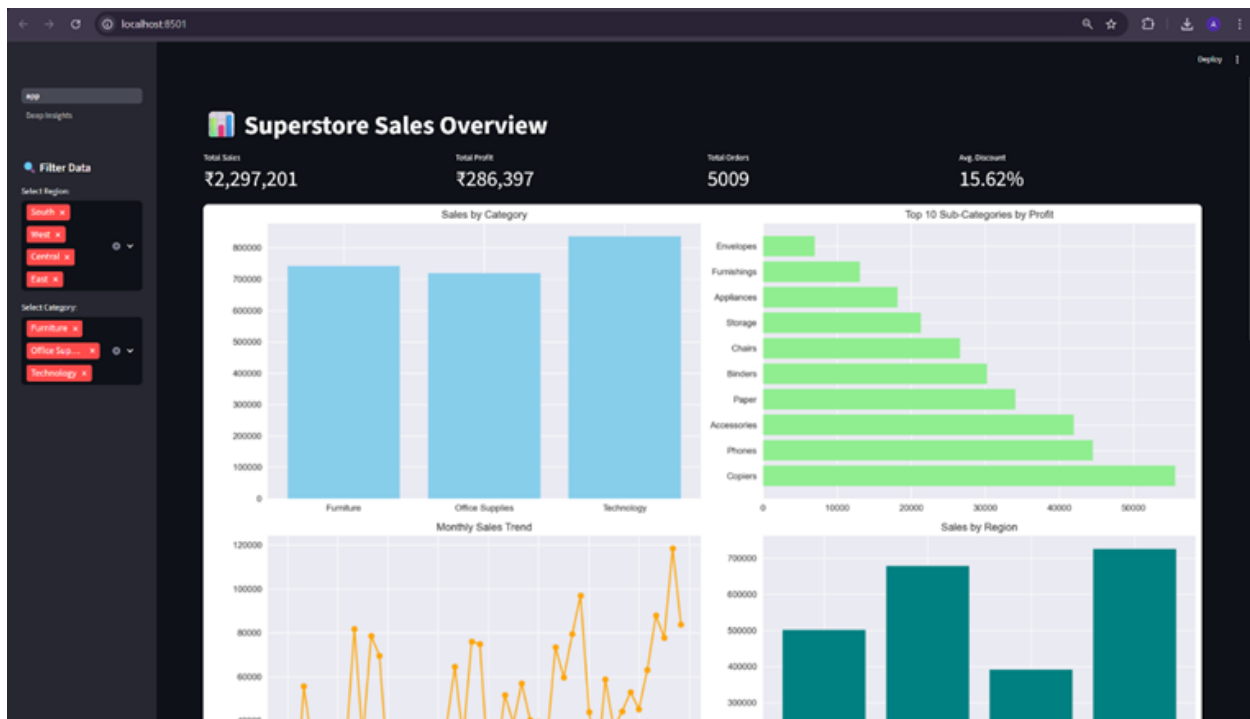 localhost:8501
A
Deploy
app
Deep Insights
Filter Data
Select Region:
South ×
West ×
Central ×
East ×
Select Category:
Furniture ×
Office Sup... ×
Technology ×
Superstore Sales Overview
Total Sales
₹2,297,201
Total Profit
₹286,397
Total Orders
5009
Avg. Discount
15.62%
Sales by Category
800000
700000
600000
500000
400000
300000
200000
100000
0
Furniture Office Supplies Technology
Top 10 Sub-Categories by Profit
Envelopes
Furnishings
Appliances
Storage
Chairs
Binders
Paper
Accessories
Phones
Copiers
0 10000 20000 30000 40000 50000
Monthly Sales Trend
120000
100000
80000
60000
Sales by Region
700000
600000
500000
400000
300000